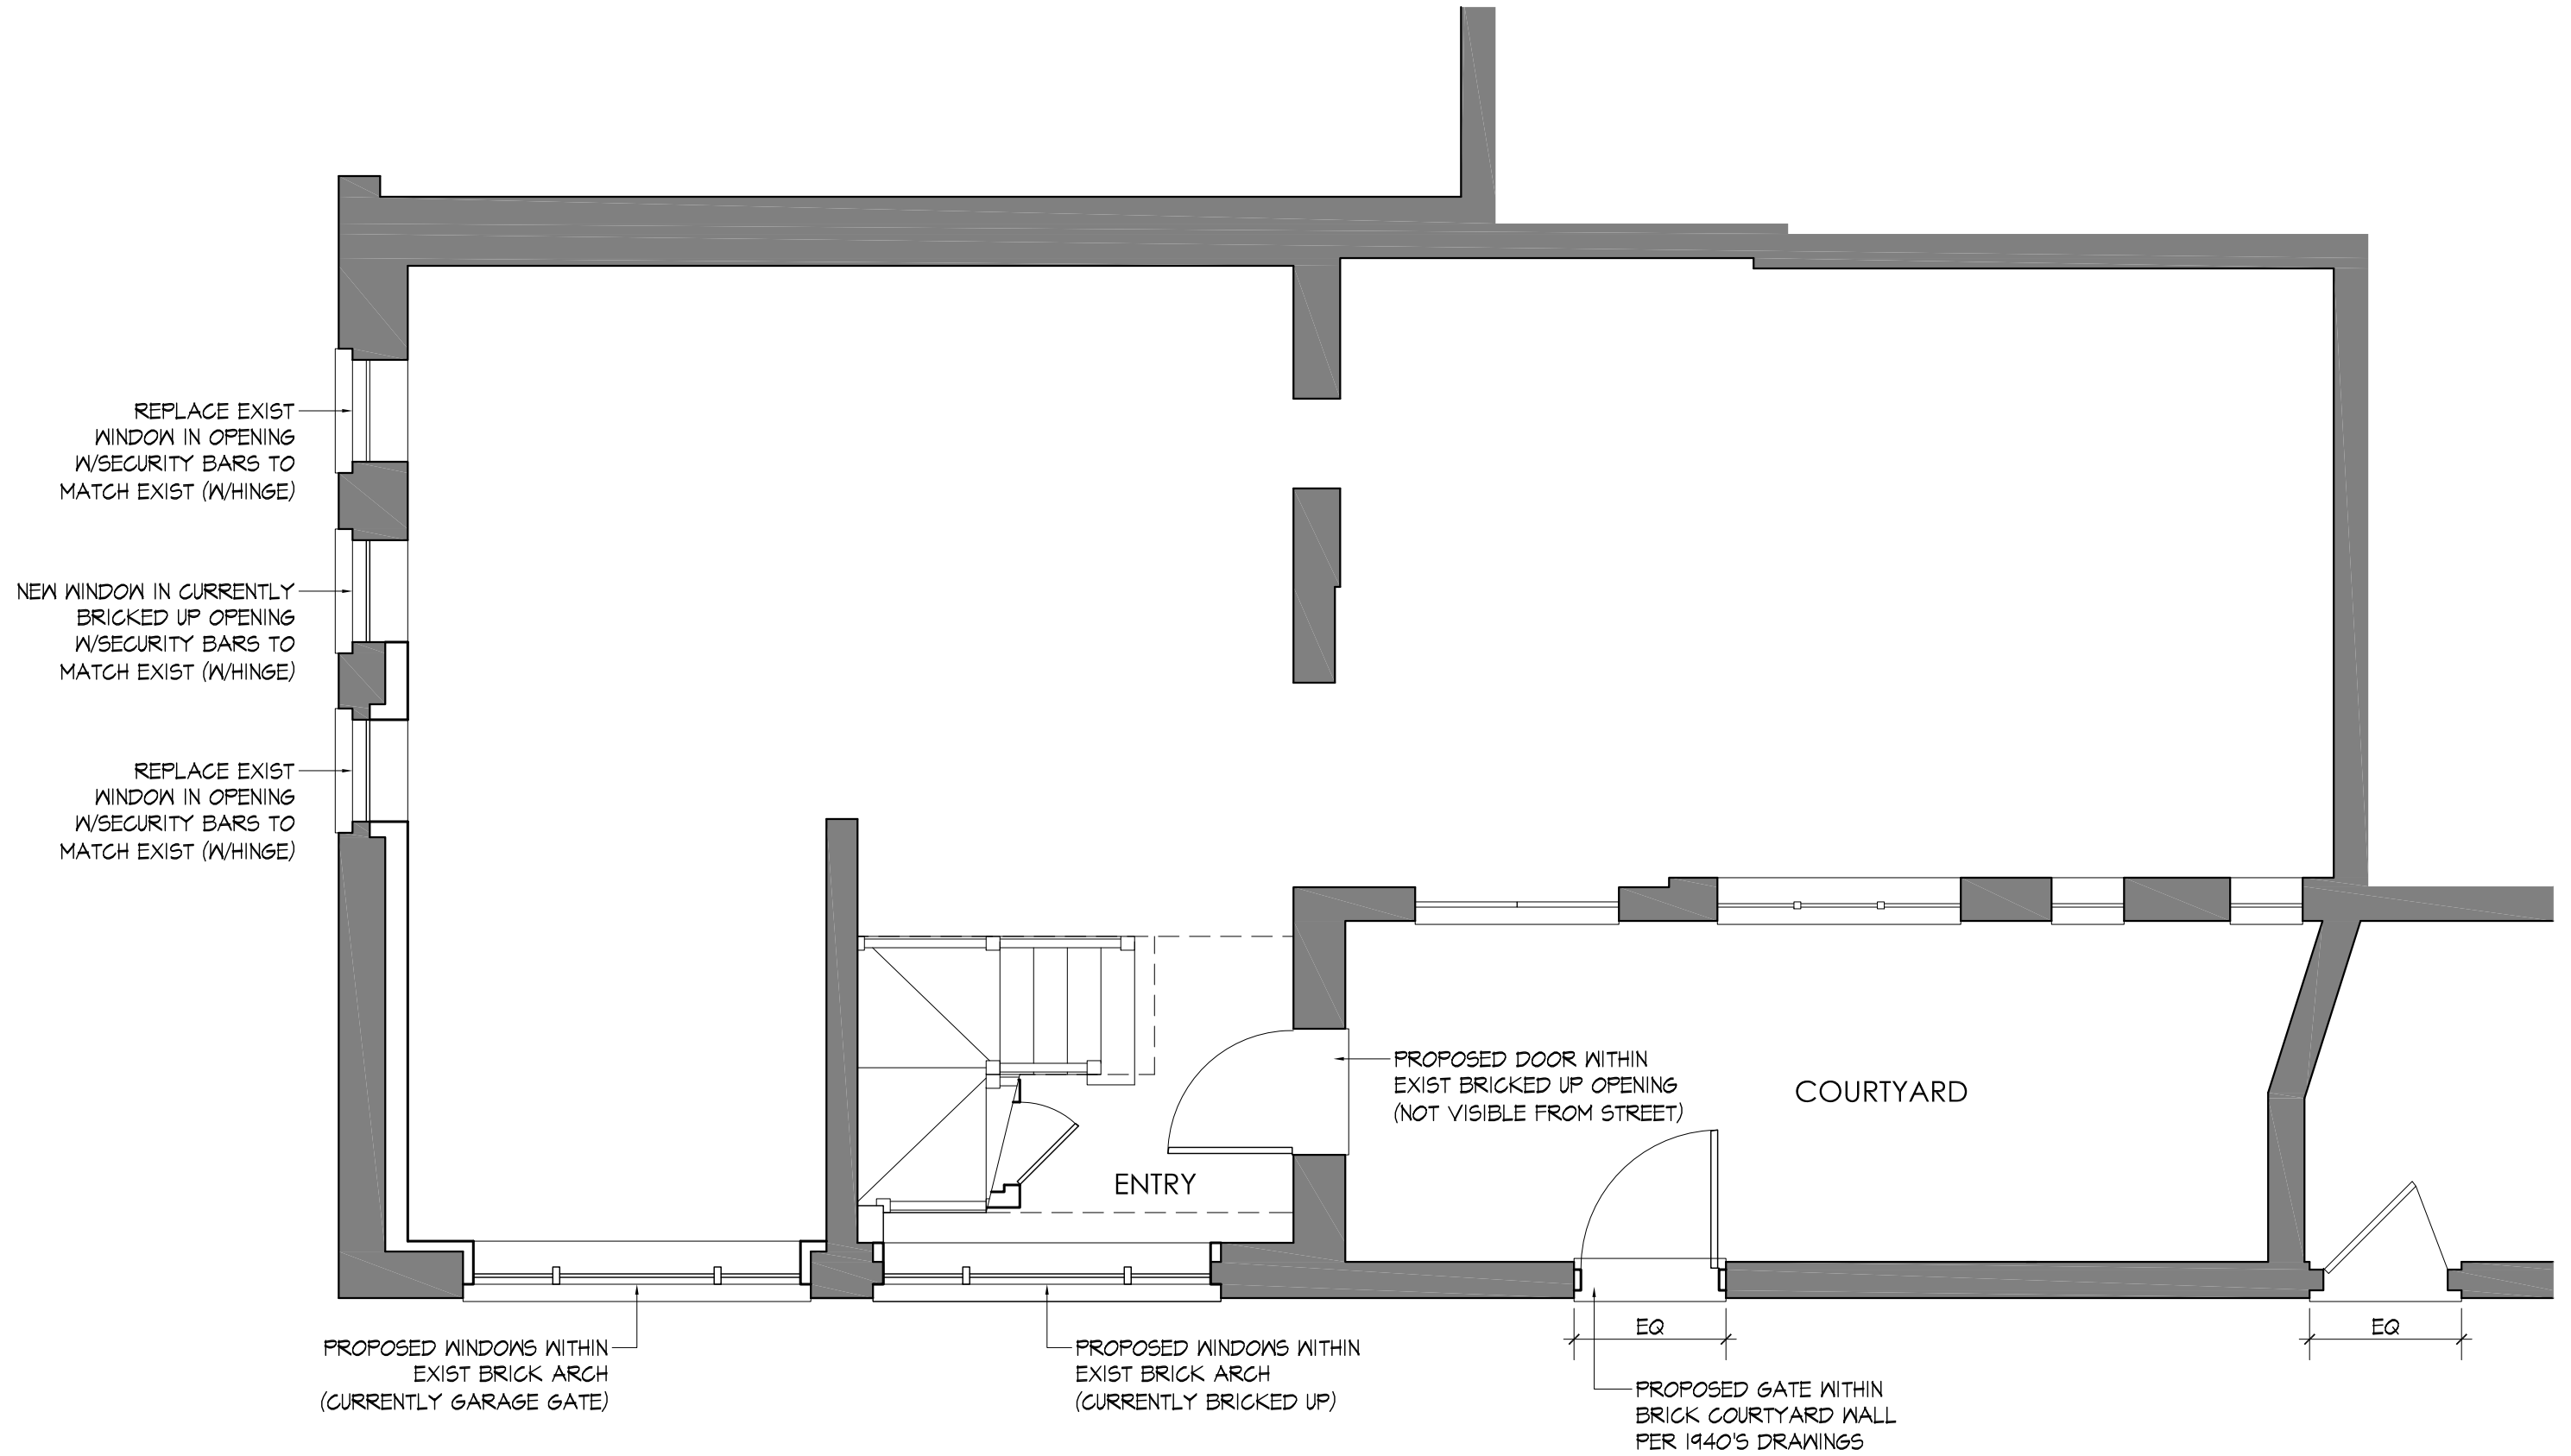 REPLACE EXIST
WINDOW IN OPENING
W/SECURITY BARS TO
MATCH EXIST (W/HINGE)
NEW WINDOW IN CURRENTLY
BRICKED UP OPENING
W/SECURITY BARS TO
MATCH EXIST (W/HINGE)
REPLACE EXIST
WINDOW IN OPENING
W/SECURITY BARS TO
MATCH EXIST (W/HINGE)
PROPOSED DOOR WITHIN
EXIST BRICKED UP OPENING
(NOT VISIBLE FROM STREET)
COURTYARD
ENTRY
PROPOSED WINDOWS WITHIN
EXIST BRICK ARCH
(CURRENTLY GARAGE GATE)
PROPOSED WINDOWS WITHIN
EXIST BRICK ARCH
(CURRENTLY BRICKED UP)
EQ
EQ
PROPOSED GATE WITHIN
BRICK COURTYARD WALL
PER 1940'S DRAWINGS